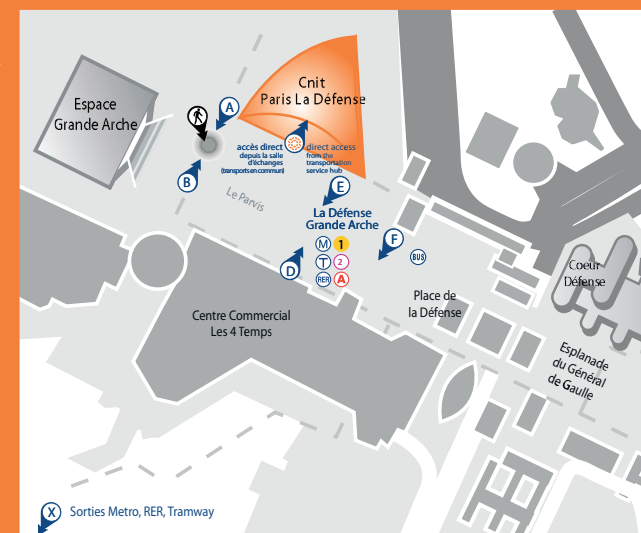 Cnit
Paris La Défense
Espace
Grande Arche
A
accès direct
depuis la salle
d'échanges
(transports en commun)
direct access
from the
transportation
service hub
B
E
Le Parvis
La Défense
Grande Arche
M 1
T 2
RER A
D
F
BUS
Coeur
Défense
Place de
la Défense
Centre Commercial
Les 4 Temps
Esplanade
du Général
de Gaulle
X Sorties Metro, RER, Tramway